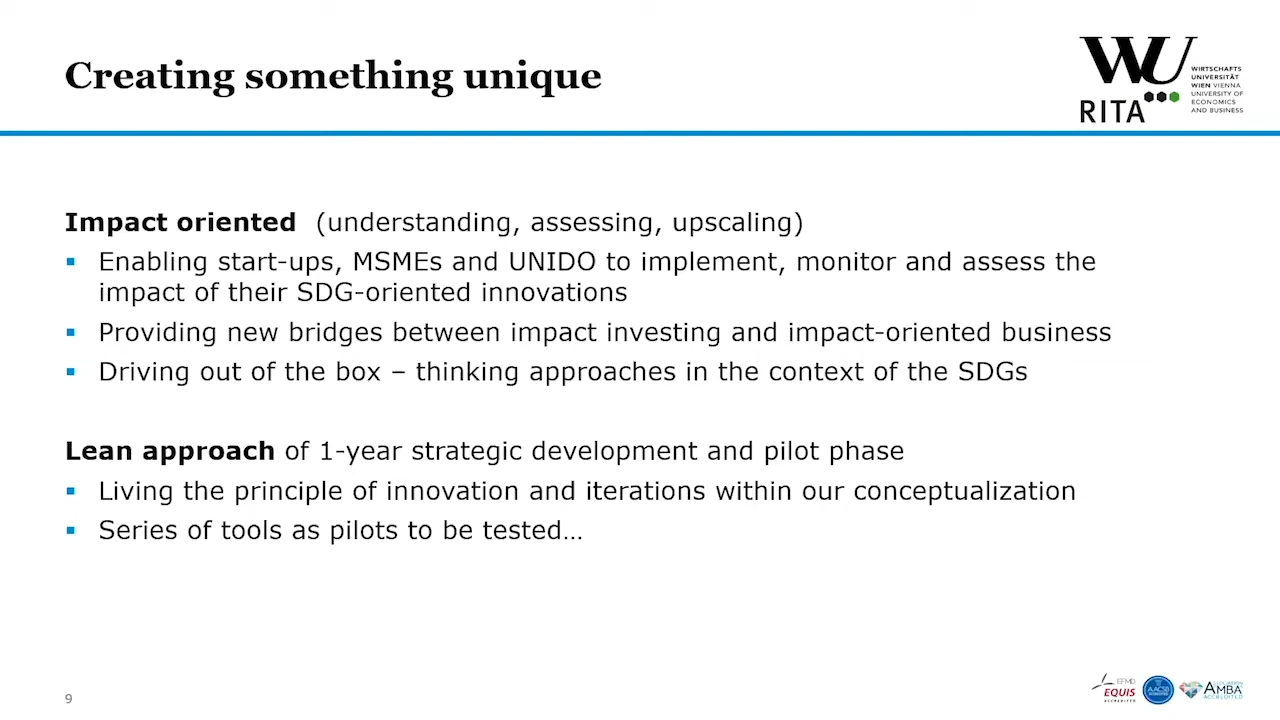 Creating something unique
WU
RITA
WIRTSCHAFTS
UNIVERSITÄT
WIEN VIENNA
UNIVERSITY OF
ECONOMICS
AND BUSINESS
Impact oriented (understanding, assessing, upscaling)
Enabling start-ups, MSMEs and UNIDO to implement, monitor and assess the
impact of their SDG-oriented innovations
Providing new bridges between impact investing and impact-oriented business
Driving out of the box – thinking approaches in the context of the SDGs
Lean approach of 1-year strategic development and pilot phase
Living the principle of innovation and iterations within our conceptualization
Series of tools as pilots to be tested…
9
EFMD
EQUIS
ACCREDITED
AACSB
ACCREDITED
ASSOCIATION
AMBA
ACCREDITED